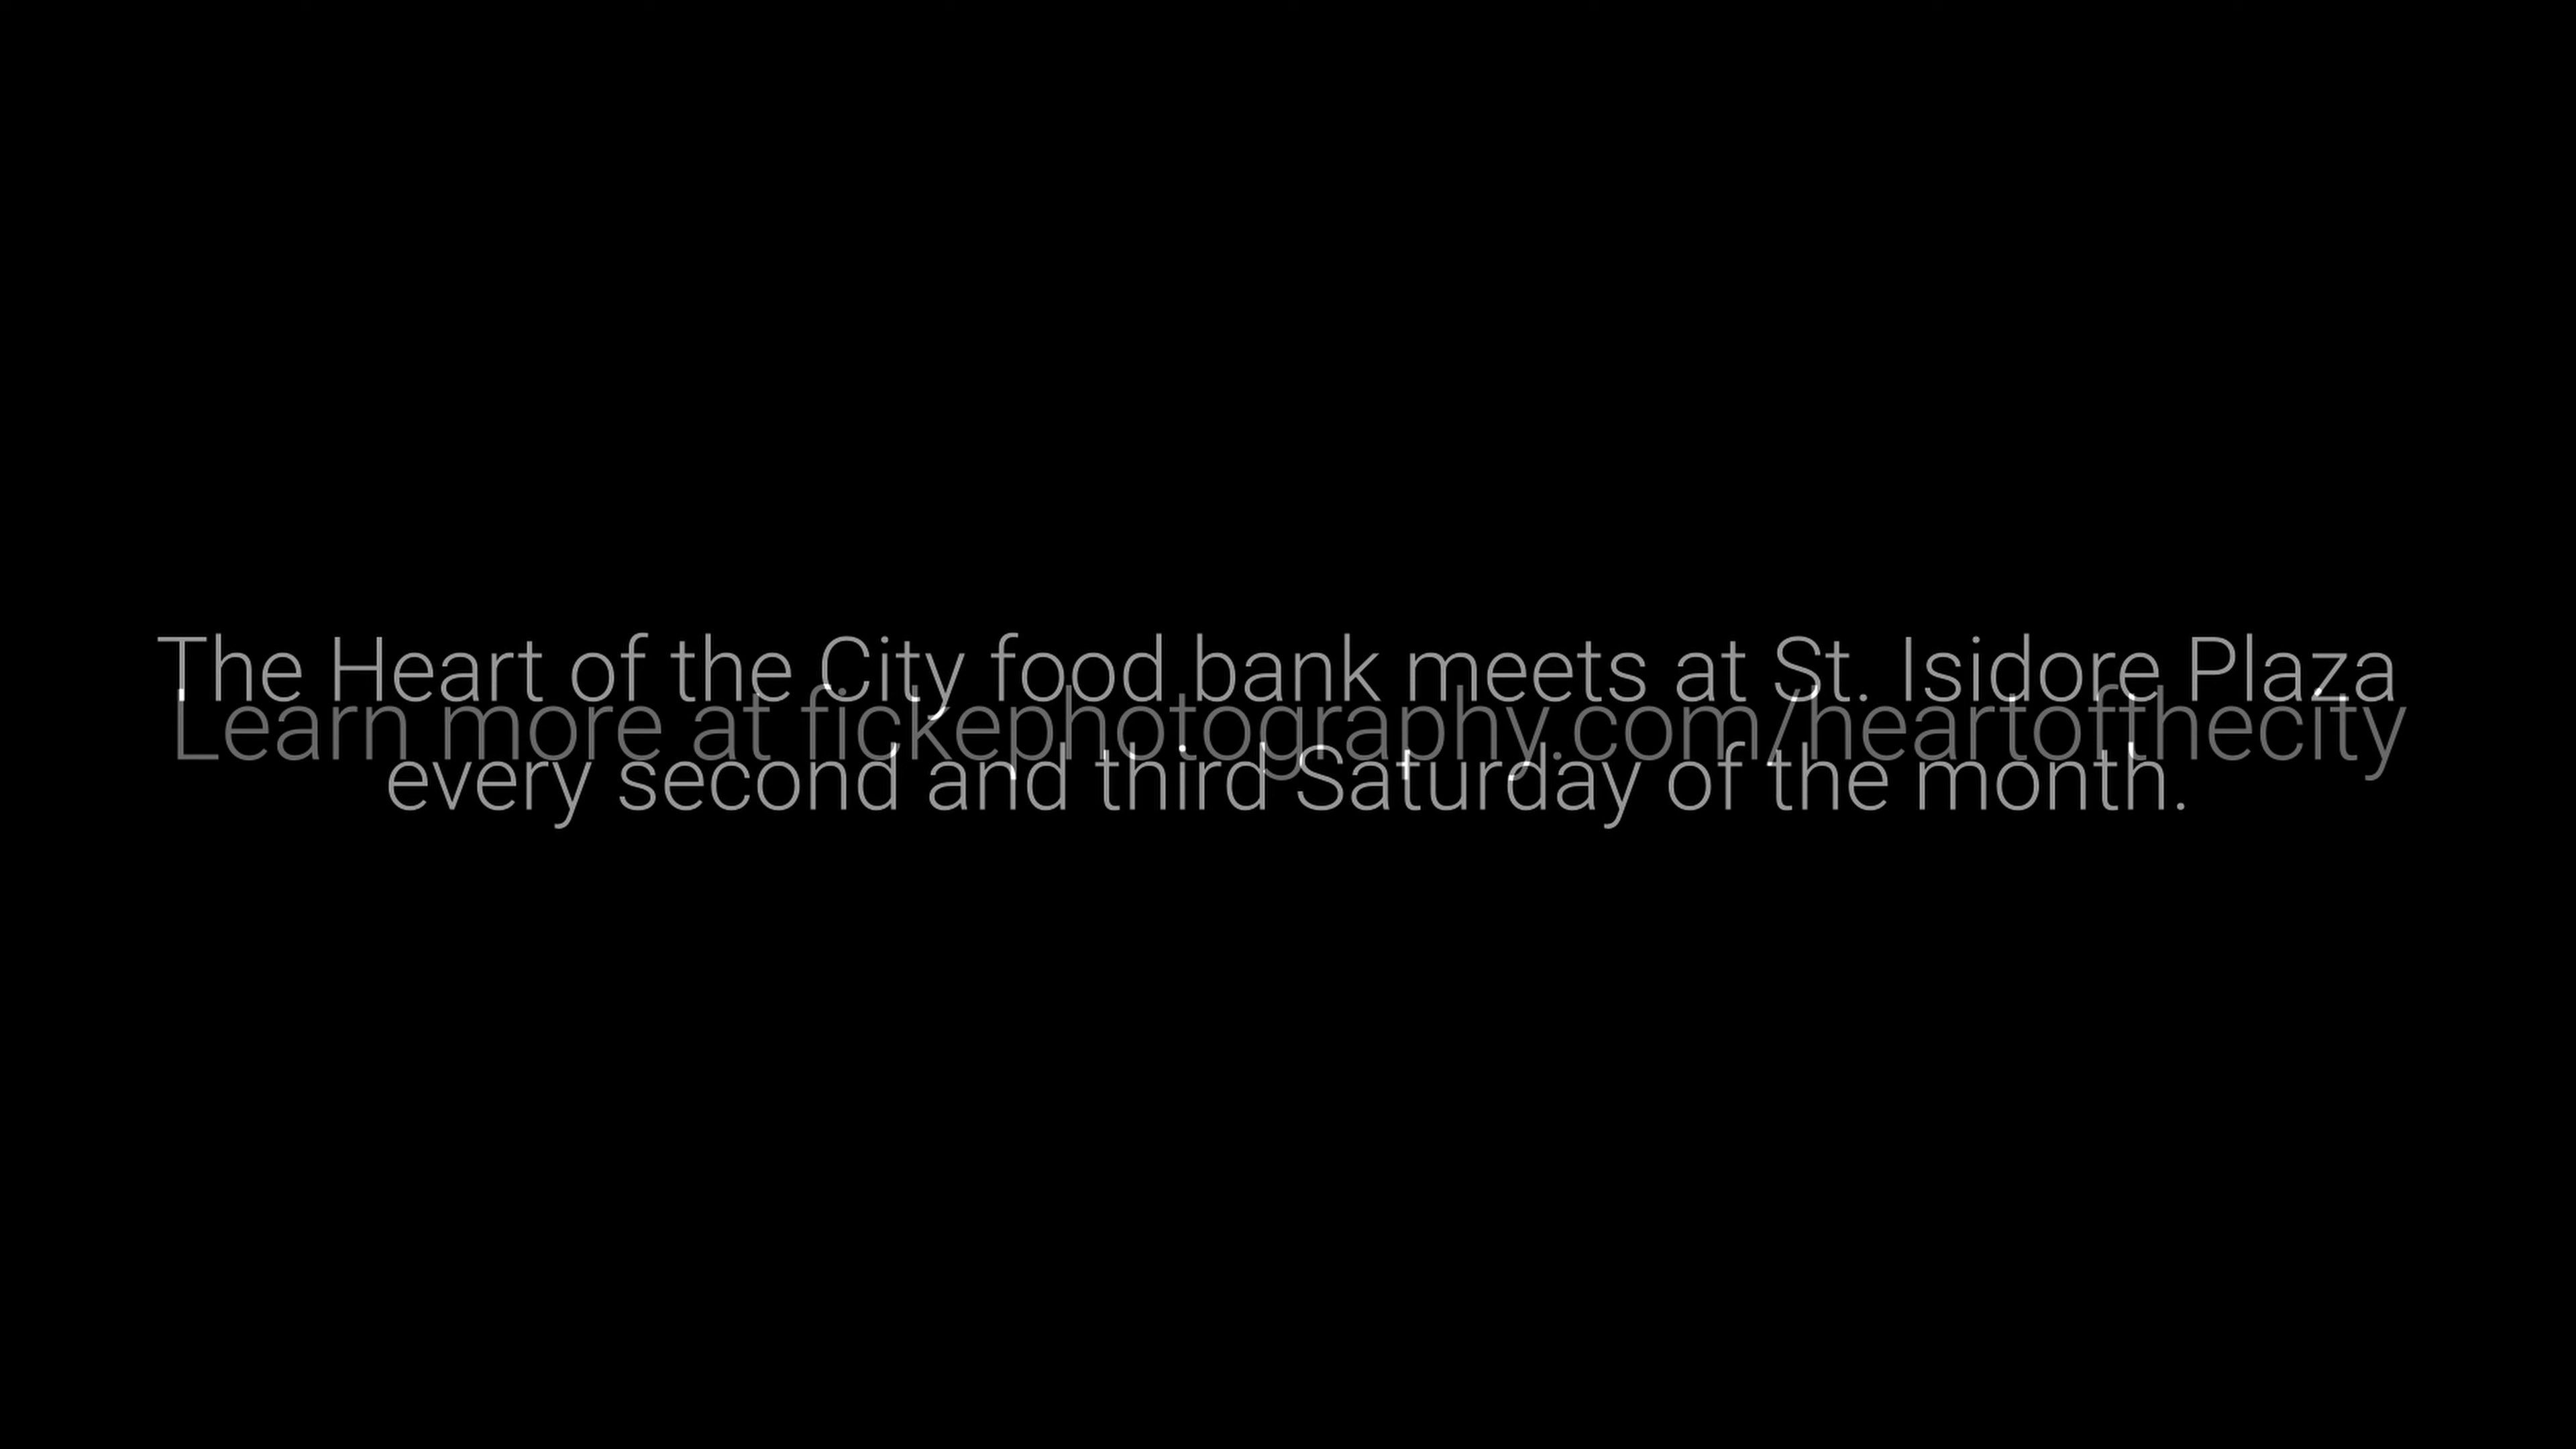 The Heart of the City food bank meets at St. Isidore Plaza
Learn more at fickephotography.com/heartofthecity
every second and third Saturday of the month.